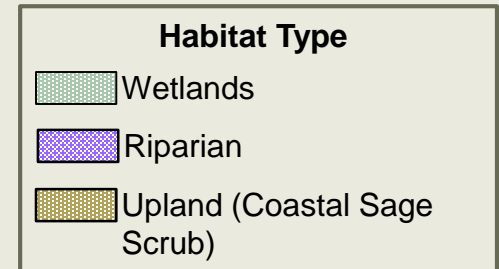 Habitat Type
Wetlands
Riparian
Upland (Coastal Sage
Scrub)